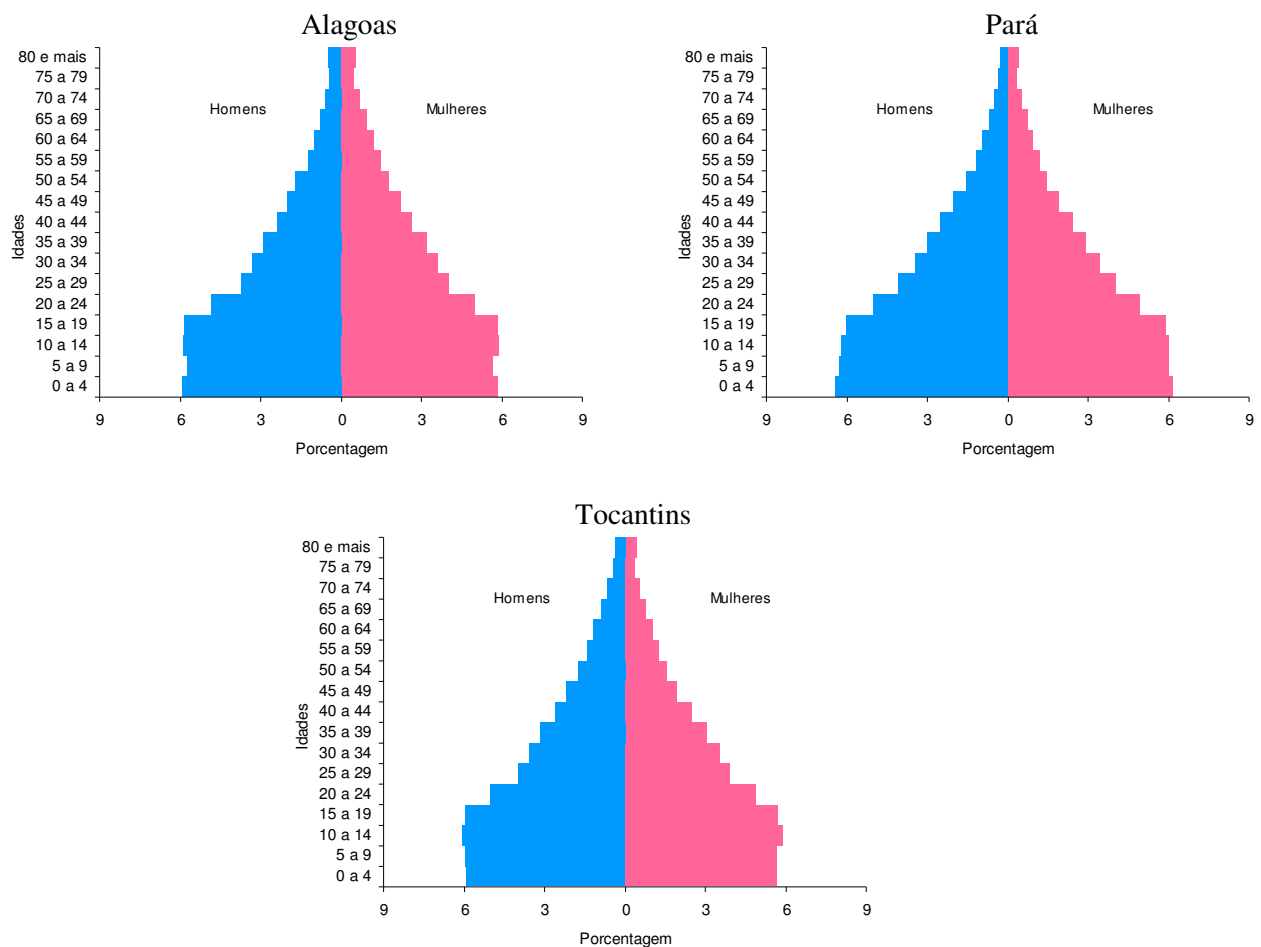 Alagoas
80 e mais
75 a 79
70 a 74
65 a 69
60 a 64
55 a 59
50 a 54
45 a 49
40 a 44
35 a 39
30 a 34
25 a 29
20 a 24
15 a 19
10 a 14
5 a 9
0 a 4
Idades
Homens
Mulheres
9 6 3 0 3 6 9
Porcentagem
Pará
80 e mais
75 a 79
70 a 74
65 a 69
60 a 64
55 a 59
50 a 54
45 a 49
40 a 44
35 a 39
30 a 34
25 a 29
20 a 24
15 a 19
10 a 14
5 a 9
0 a 4
Idades
Homens
Mulheres
9 6 3 0 3 6 9
Porcentagem
Tocantins
80 e mais
75 a 79
70 a 74
65 a 69
60 a 64
55 a 59
50 a 54
45 a 49
40 a 44
35 a 39
30 a 34
25 a 29
20 a 24
15 a 19
10 a 14
5 a 9
0 a 4
Idades
Homens
Mulheres
9 6 3 0 3 6 9
Porcentagem